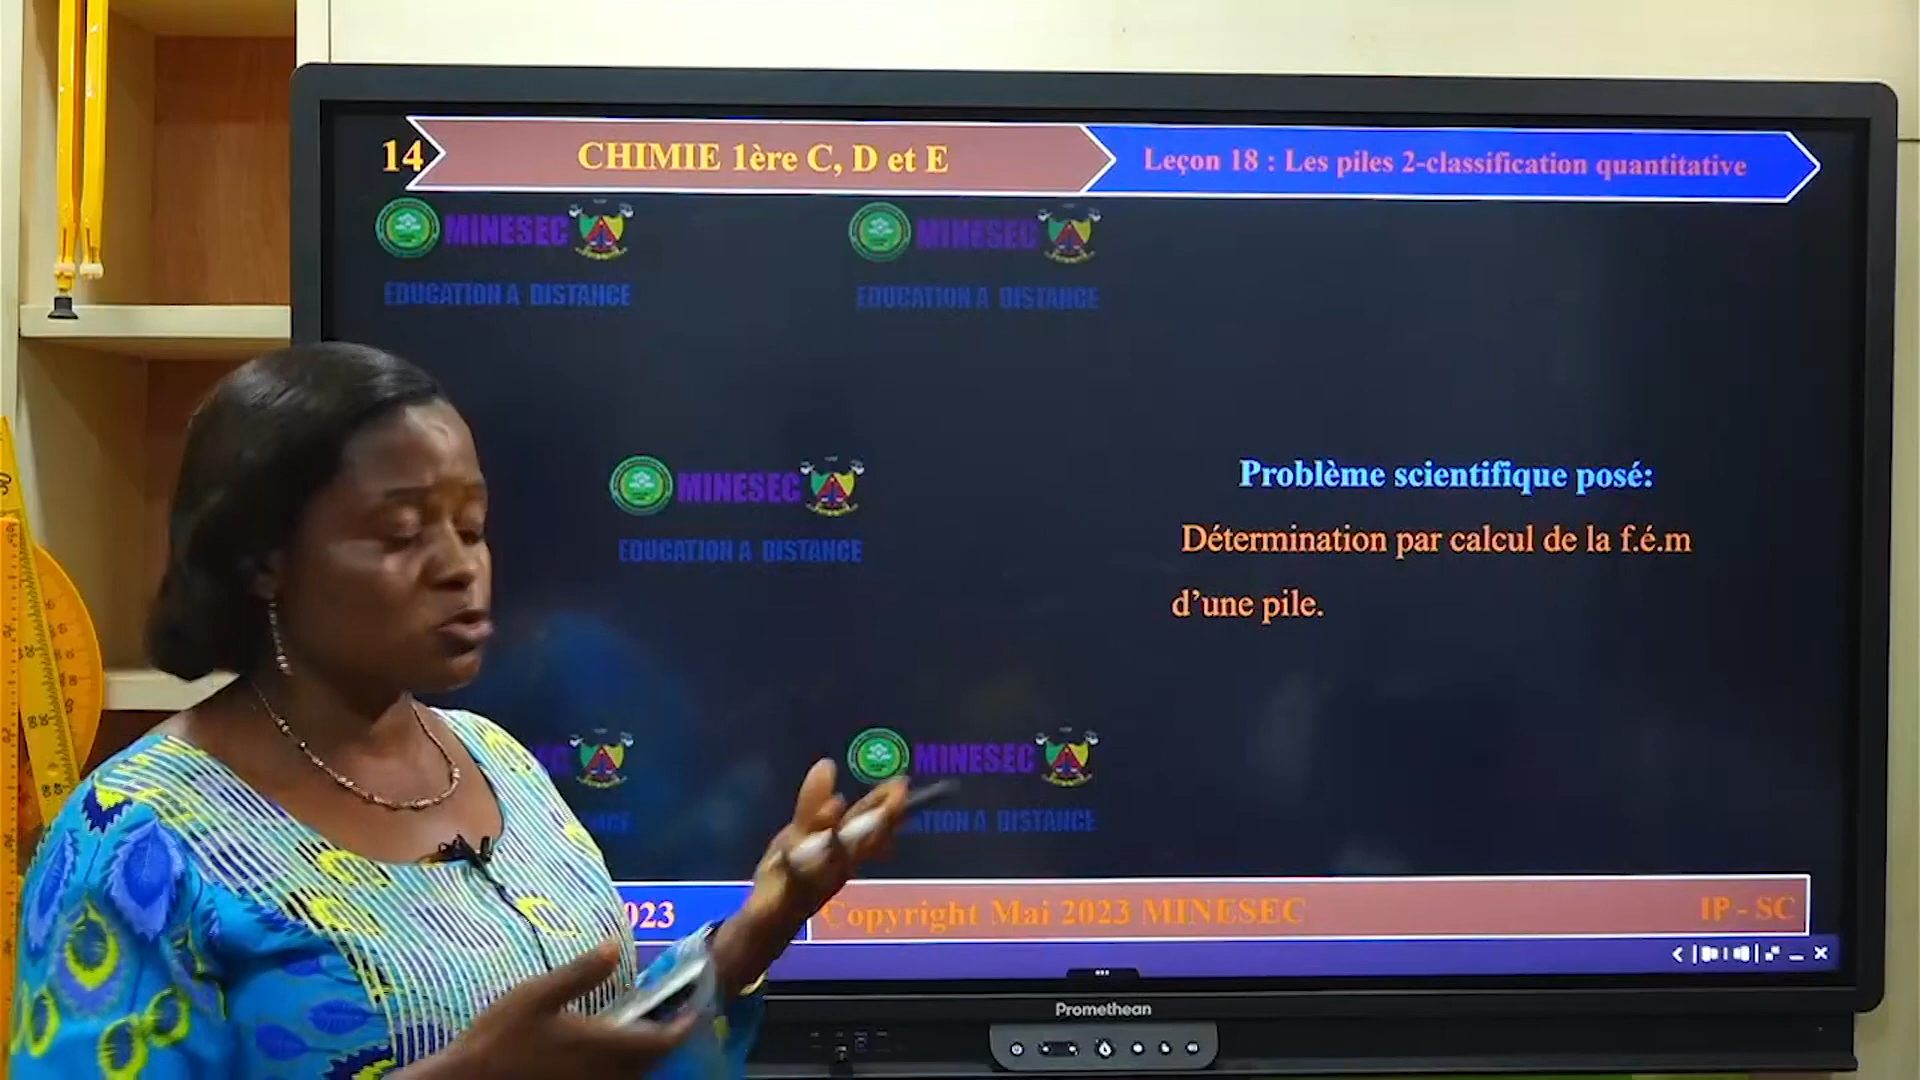 14
CHIMIE 1ère C, D et E
Leçon 18 : Les piles 2-classification quantitative
MINESEC
EDUCATION A DISTANCE
MINESEC
EDUCATION A DISTANCE
MINESEC
EDUCATION A DISTANCE
Problème scientifique posé:
Détermination par calcul de la f.é.m
d’une pile.
MINESEC
DISTANCE
Copyright Mai 2023 MINESEC
IP - SC
Promethean